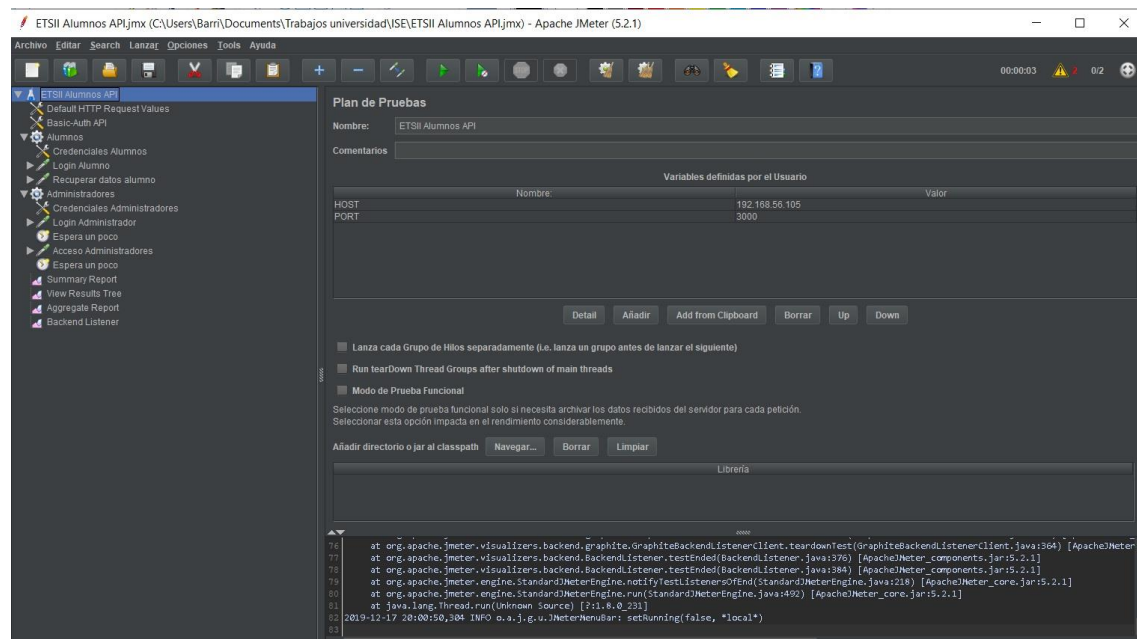 ETSII Alumnos API.jmx (C:\Users\Barri\Documents\Trabajos universidad\ISE\ETSII Alumnos API.jmx) - Apache JMeter (5.2.1)
Archivo Editar Search Lanzar Opciones Tools Ayuda
00:00:03 2 0/2
ETSII Alumnos API
Default HTTP Request Values
Basic-Auth API
Alumnos
Credenciales Alumnos
Login Alumno
Recuperar datos alumno
Administradores
Credenciales Administradores
Login Administrador
Espera un poco
Acceso Administradores
Espera un poco
Summary Report
View Results Tree
Aggregate Report
Backend Listener
Plan de Pruebas
Nombre: ETSII Alumnos API
Comentarios
Variables definidas por el Usuario
Nombre: Valor
HOST 192.168.56.105
PORT 3000
Detail Añadir Add from Clipboard Borrar Up Down
Lanza cada Grupo de Hilos separadamente (i.e. lanza un grupo antes de lanzar el siguiente)
Run tearDown Thread Groups after shutdown of main threads
Modo de Prueba Funcional
Seleccione modo de prueba funcional solo si necesita archivar los datos recibidos del servidor para cada petición.
Seleccionar esta opción impacta en el rendimiento considerablemente.
Añadir directorio o jar al classpath Navegar... Borrar Limpiar
Librería
76 at org.apache.jmeter.visualizers.backend.graphite.GraphiteBackendListenerClient.teardownTest(GraphiteBackendListenerClient.java:364) [ApacheJMeter
77 at org.apache.jmeter.visualizers.backend.BackendListener.testEnded(BackendListener.java:376) [ApacheJMeter_components.jar:5.2.1]
78 at org.apache.jmeter.visualizers.backend.BackendListener.testEnded(BackendListener.java:384) [ApacheJMeter_components.jar:5.2.1]
79 at org.apache.jmeter.engine.StandardJMeterEngine.notifyTestListenersOfEnd(StandardJMeterEngine.java:218) [ApacheJMeter_core.jar:5.2.1]
80 at org.apache.jmeter.engine.StandardJMeterEngine.run(StandardJMeterEngine.java:492) [ApacheJMeter_core.jar:5.2.1]
81 at java.lang.Thread.run(Unknown Source) [?:1.8.0_231]
82 2019-12-17 20:00:50,304 INFO o.a.j.g.u.JMeterMenuBar: setRunning(false, *local*)
83